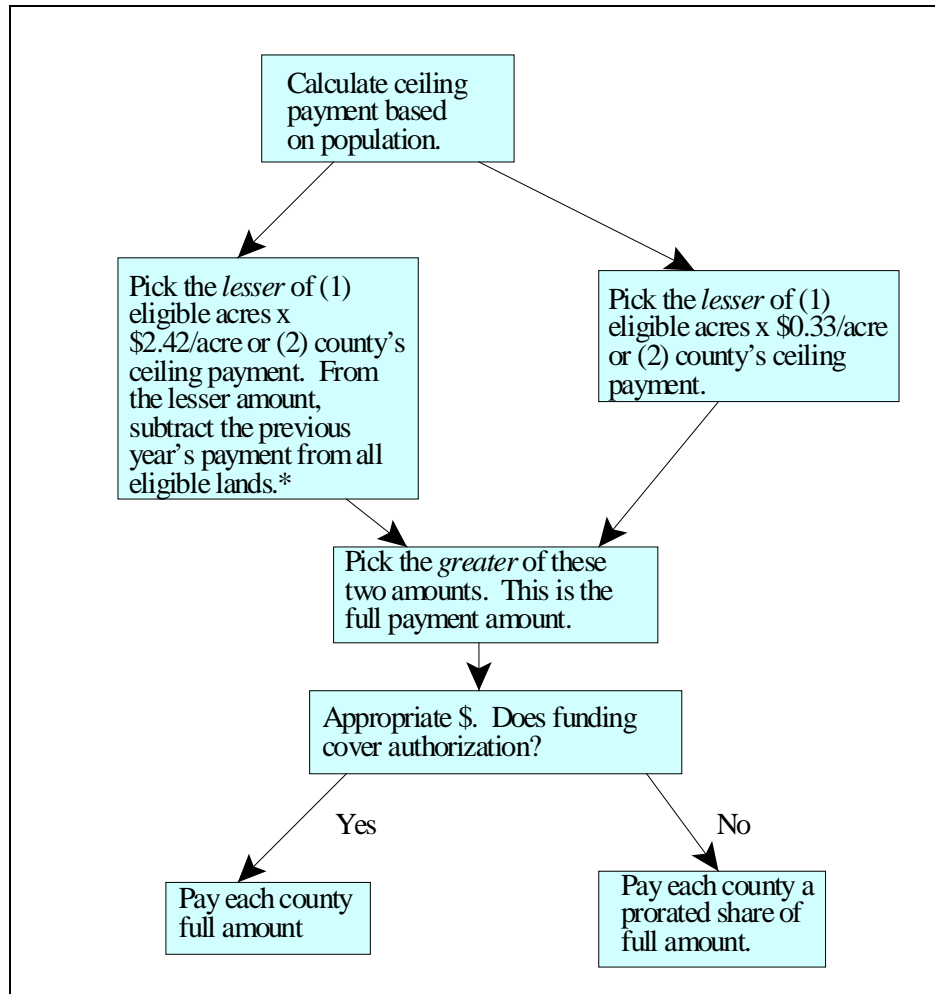 Calculate ceiling
payment based
on population.
Pick the lesser of (1)
eligible acres x
$2.42/acre or (2) county's
ceiling payment. From
the lesser amount,
subtract the previous
year's payment from all
eligible lands.*
Pick the lesser of (1)
eligible acres x $0.33/acre
or (2) county's ceiling
payment.
Pick the greater of these
two amounts. This is the
full payment amount.
Appropriate $. Does funding
cover authorization?
Yes
No
Pay each county
full amount
Pay each county a
prorated share of
full amount.